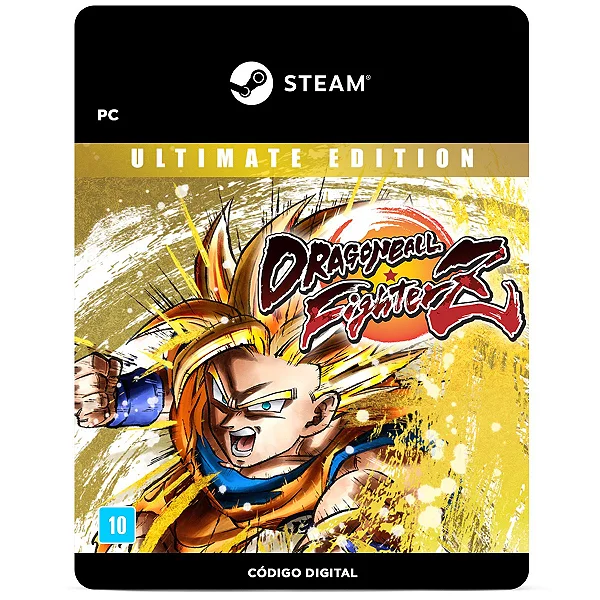 STEAM®
PC
ULTIMATE EDITION
DRAGONBALL
FighterZ
10
CÓDIGO DIGITAL